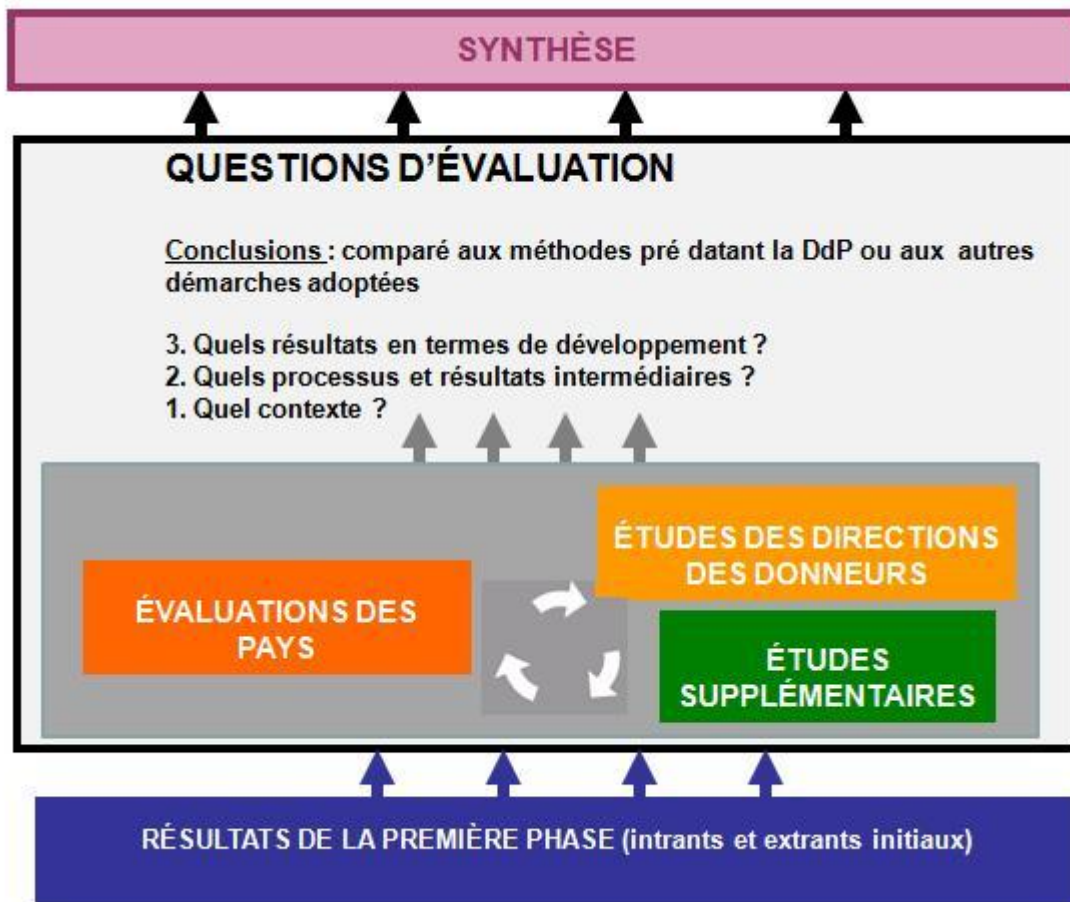 SYNTHÈSE
QUESTIONS D'ÉVALUATION
Conclusions : comparé aux méthodes pré datant la DdP ou aux autres
démarches adoptées
3. Quels résultats en termes de développement ?
2. Quels processus et résultats intermédiaires ?
1. Quel contexte ?
ÉTUDES DES DIRECTIONS
DES DONNEURS
ÉVALUATIONS DES
PAYS
ÉTUDES
SUPPLÉMENTAIRES
RÉSULTATS DE LA PREMIÈRE PHASE (intrants et extrants initiaux)